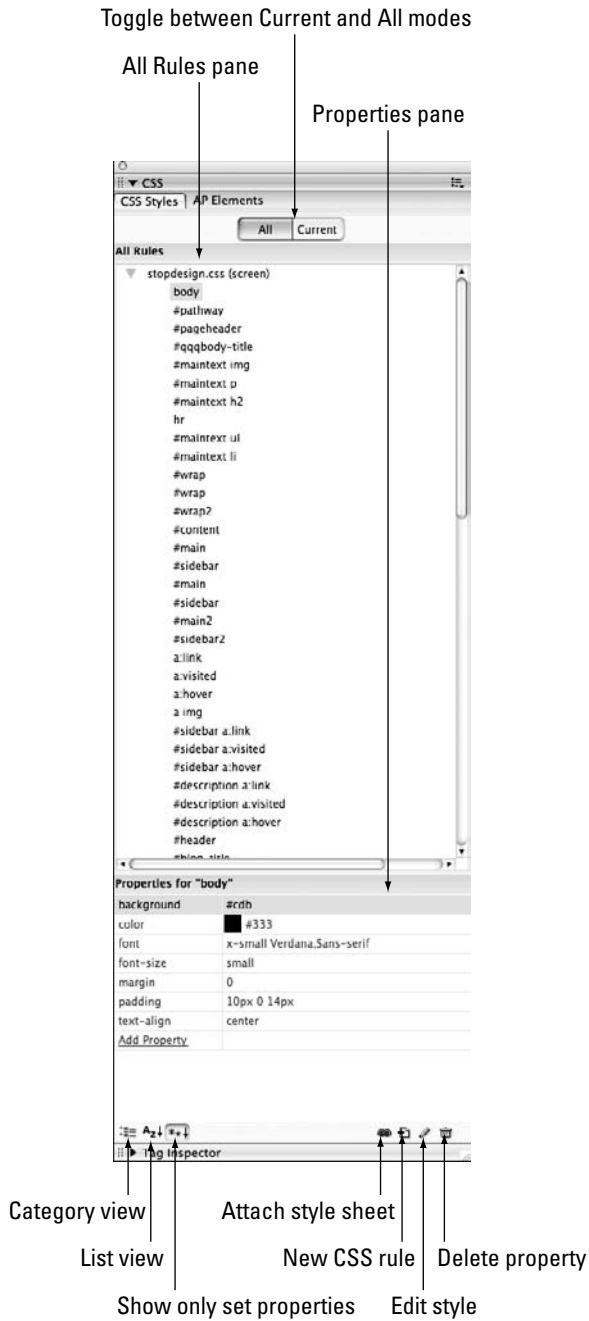 Toggle between Current and All modes
All Rules pane
Properties pane
CSS
CSS Styles AP Elements
All Current
All Rules
stopdesign.css (screen)
body
#pathway
#pageheader
#qqqbody-title
#maintext img
#maintext p
#maintext h2
hr
#maintext ul
#maintext li
#wrap
#wrap
#wrap2
#content
#main
#sidebar
#main
#sidebar
#main2
#sidebar2
a:link
a:visited
a:hover
a img
#sidebar a:link
#sidebar a:visited
#sidebar a:hover
#description a:link
#description a:visited
#description a:hover
#header
#blog-title
Properties for "body"
background #cdb
color #333
font x-small Verdana,Sans-serif
font-size small
margin 0
padding 10px 0 14px
text-align center
Add Property
Tag Inspector
Category view
Attach style sheet
List view
New CSS rule
Delete property
Show only set properties
Edit style